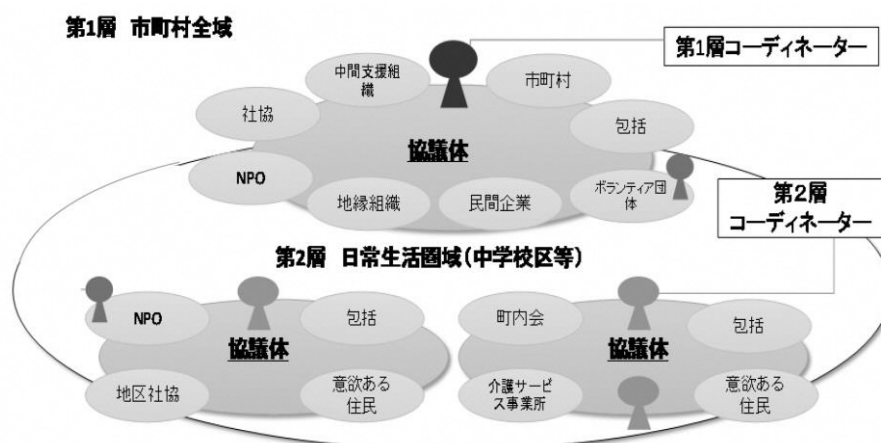 第1層 市町村全域
第1層コーディネーター
中間支援組
織
市町村
社協
包括
協議体
NPO
ボランティア団
体
地縁組織
民間企業
第2層
コーディネーター
第2層 日常生活圏域(中学校区等)
NPO
包括
協議体
地区社協
意欲ある
住民
町内会
包括
協議体
介護サービ
ス事業所
意欲ある
住民